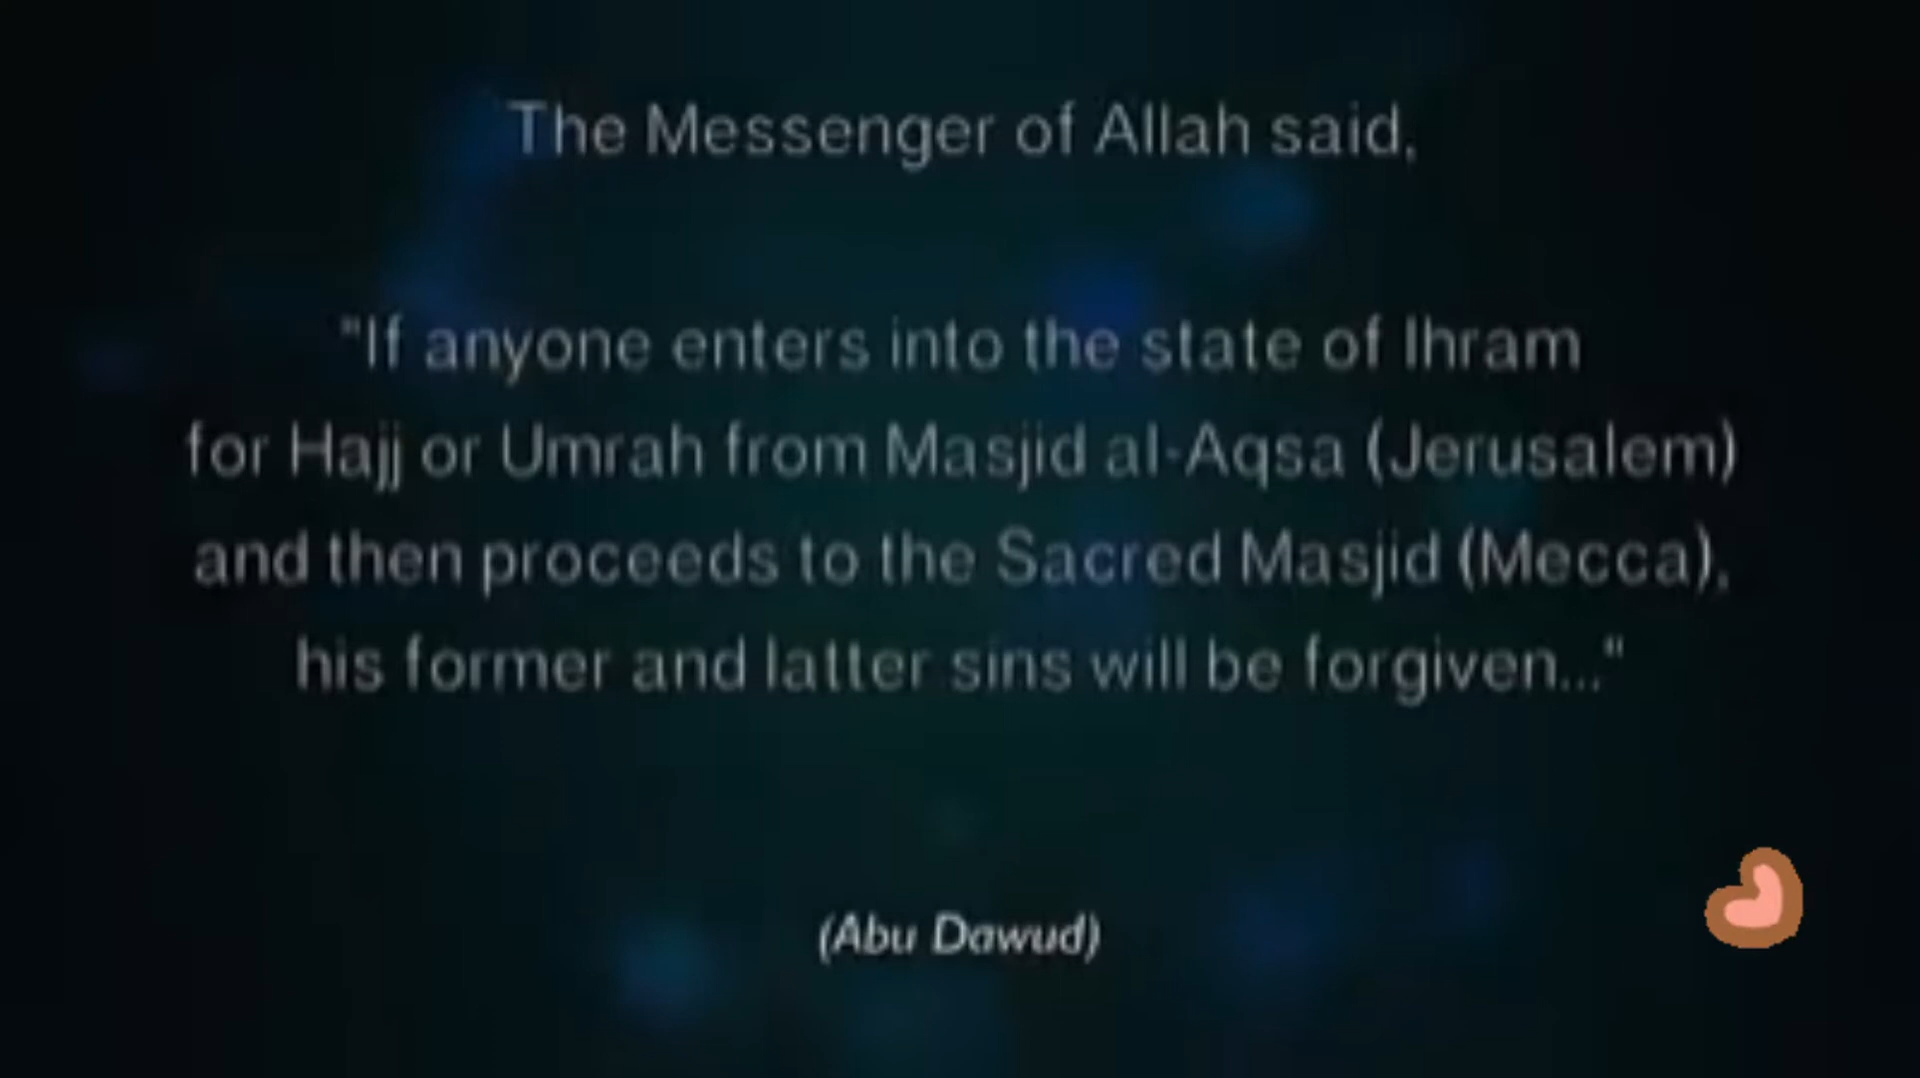 The Messenger of Allah said,
"If anyone enters into the state of Ihram
for Hajj or Umrah from Masjid al-Aqsa (Jerusalem)
and then proceeds to the Sacred Masjid (Mecca),
his former and latter sins will be forgiven..."
(Abu Dawud)